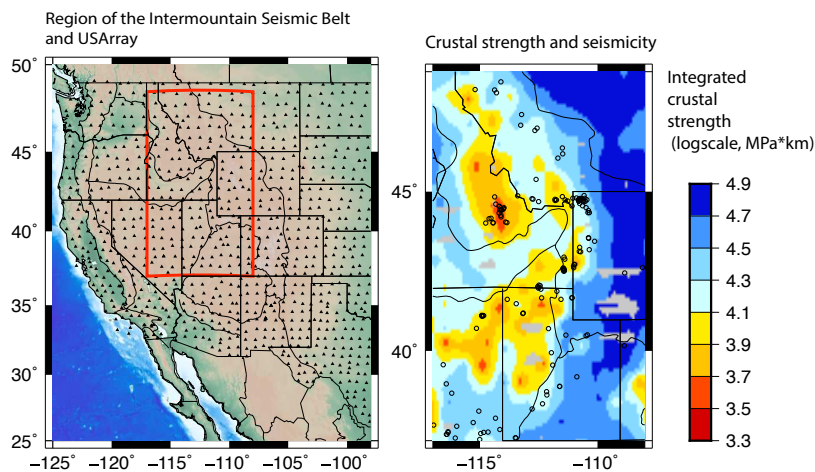 Region of the Intermountain Seismic Belt
and USArray
Crustal strength and seismicity
Integrated
crustal
strength
(logscale, MPa*km)
50˚
45˚
40˚
35˚
30˚
25˚
−125˚ −120˚ −115˚ −110˚ −105˚ −100˚
45˚
40˚
−115˚ −110˚
4.9
4.7
4.5
4.3
4.1
3.9
3.7
3.5
3.3